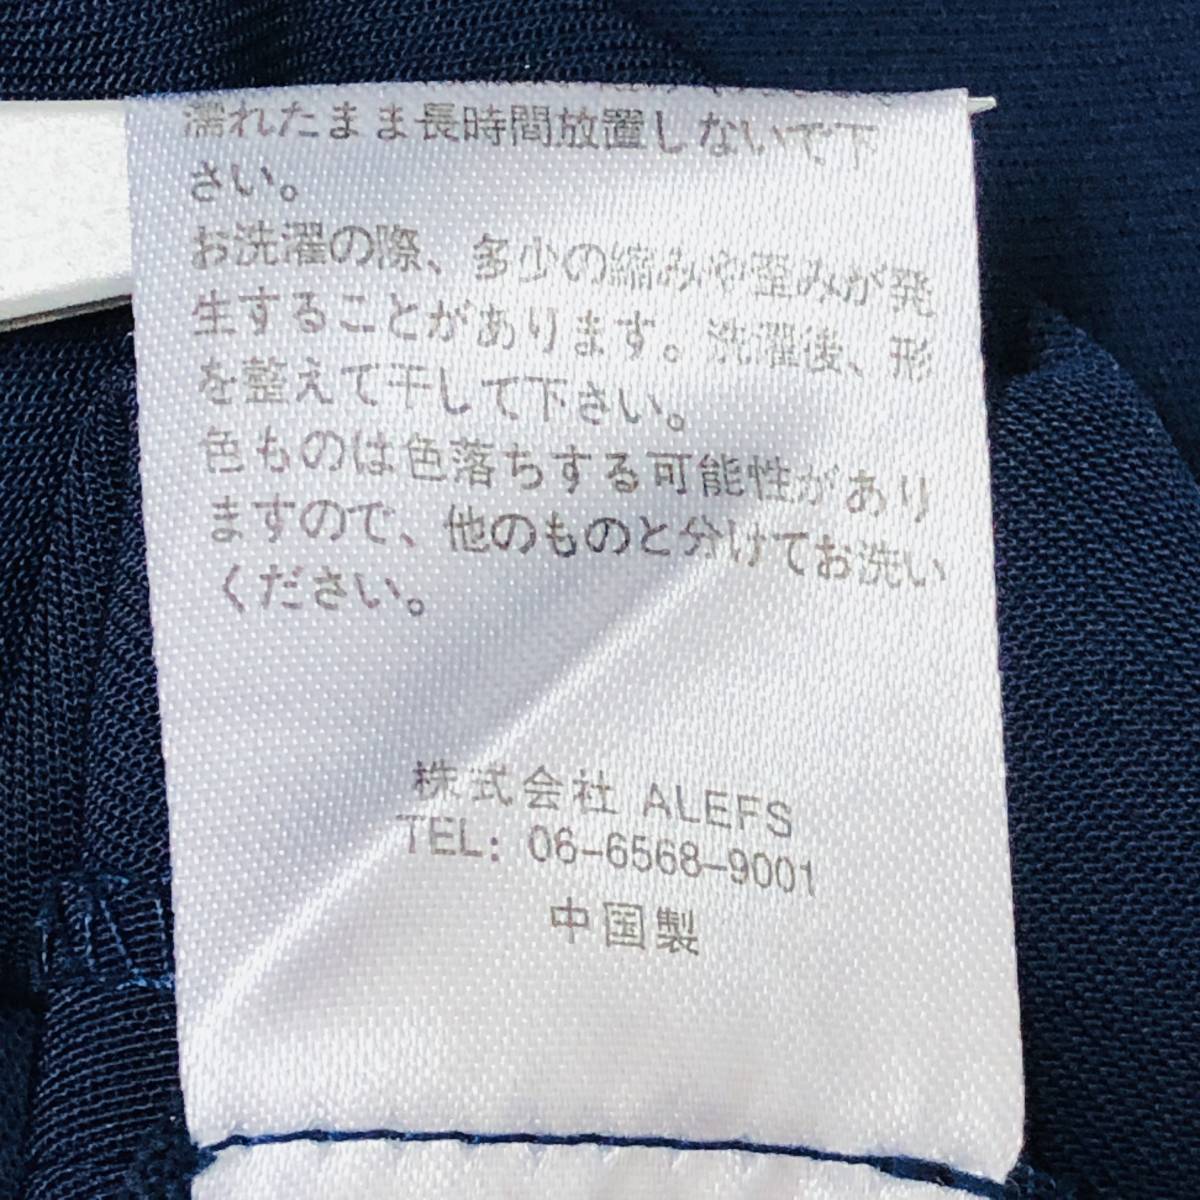 濡れたまま長時間放置しないで下
さい。
お洗濯の際、多少の縮みや歪みが発
生することがあります。洗濯後、形
を整えて干して下さい。
色ものは色落ちする可能性があり
ますので、他のものと分けてお洗い
ください。
株式会社 ALEFS
TEL: 06-6568-9001
中国製